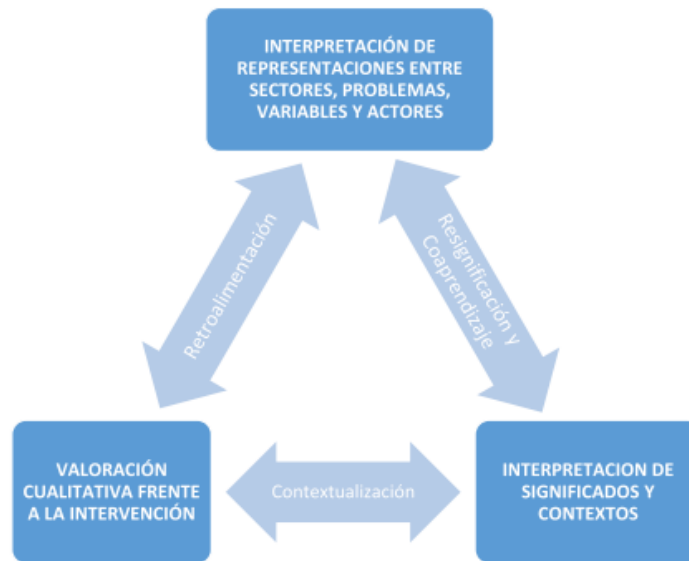 INTERPRETACIÓN DE
REPRESENTACIONES ENTRE
SECTORES, PROBLEMAS,
VARIABLES Y ACTORES
Retroalimentación
Resignificación y
Coaprendizaje
VALORACIÓN
CUALITATIVA FRENTE
A LA INTERVENCIÓN
Contextualización
INTERPRETACION DE
SIGNIFICADOS Y
CONTEXTOS